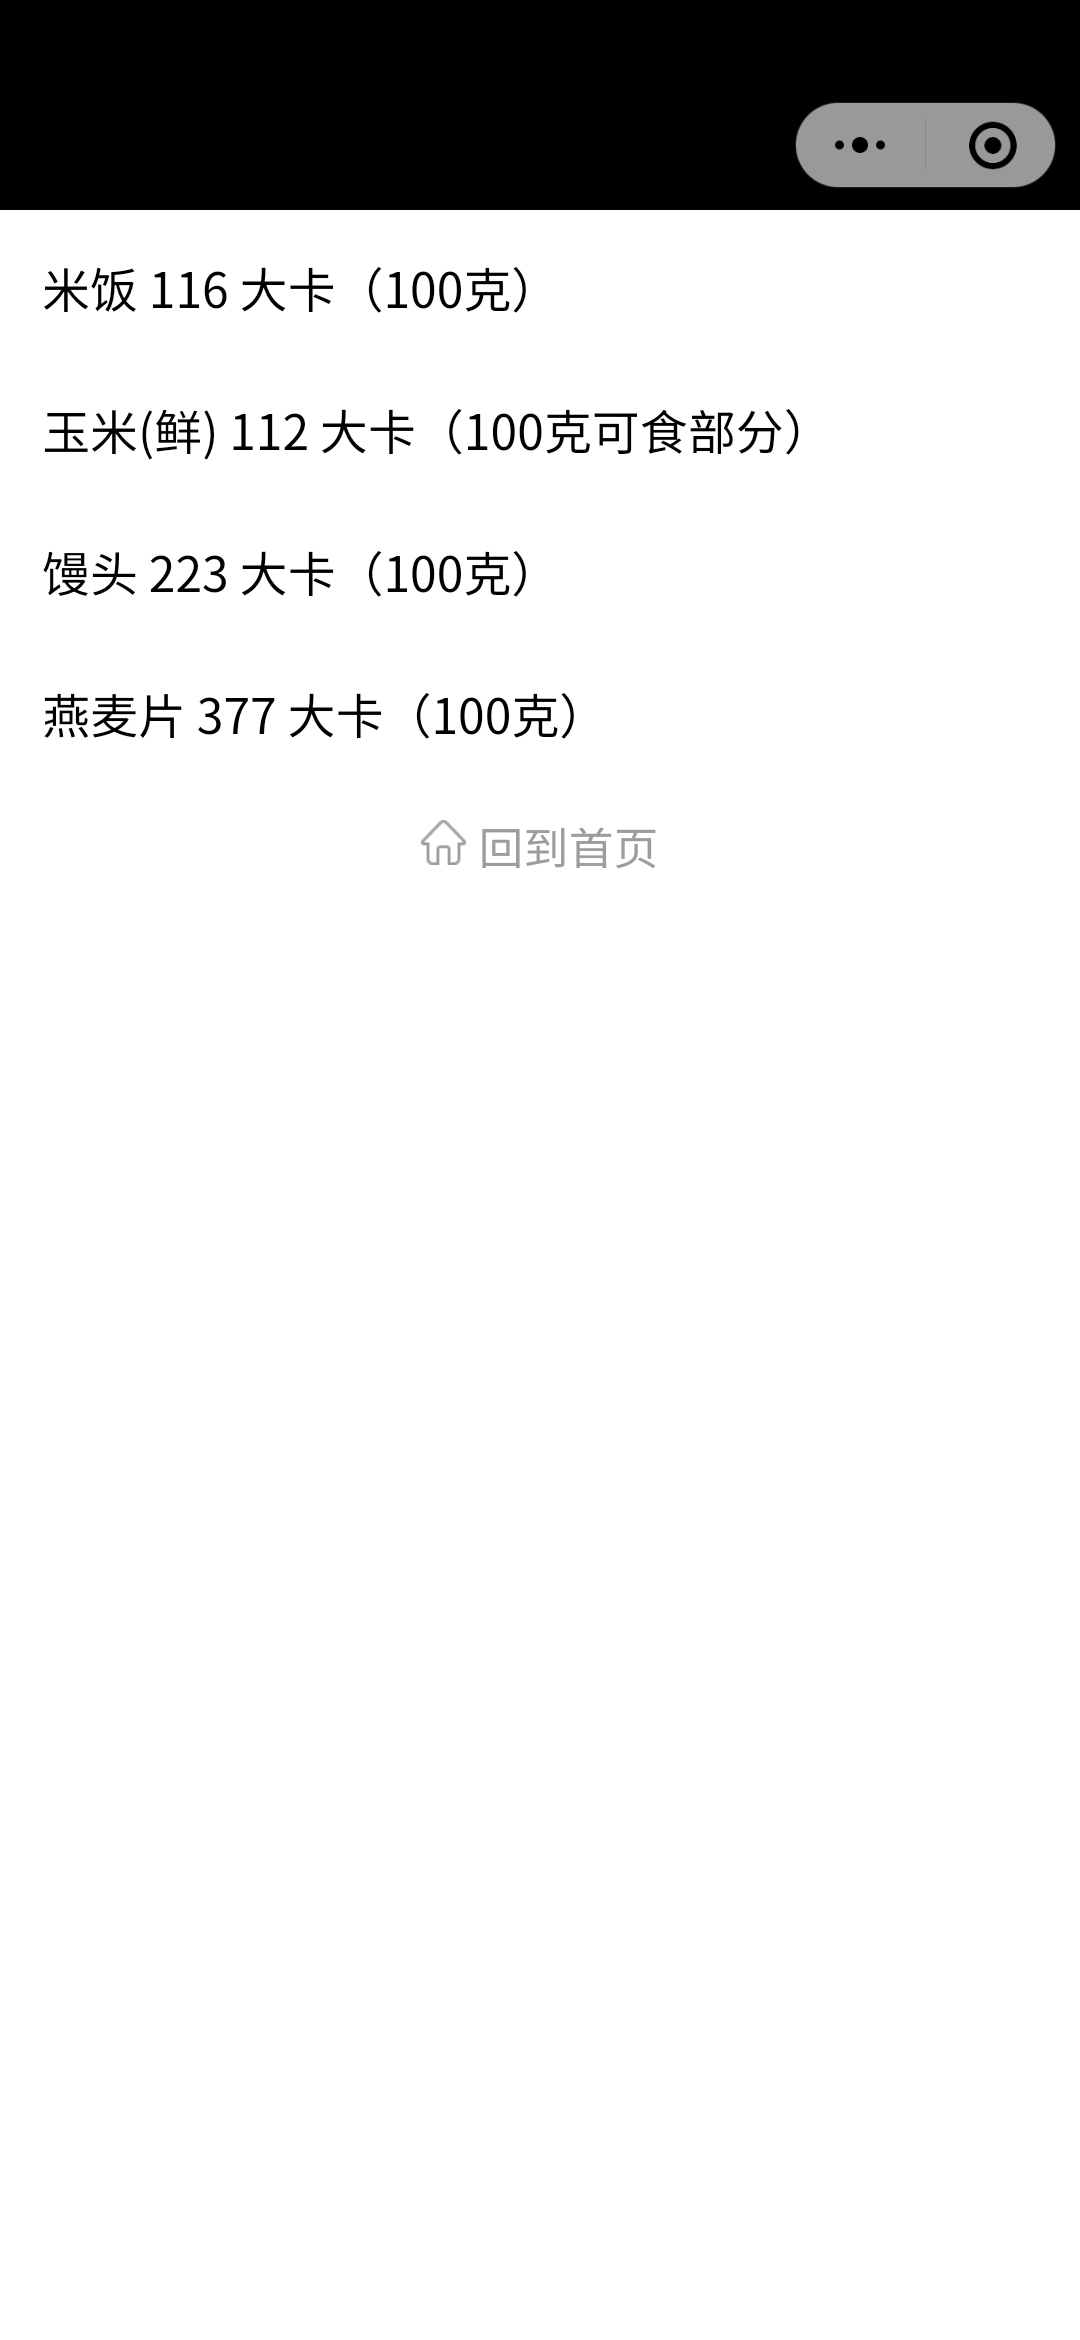 米饭 116 大卡（100克）
玉米(鲜) 112 大卡（100克可食部分）
馒头 223 大卡（100克）
燕麦片 377 大卡（100克）
回到首页